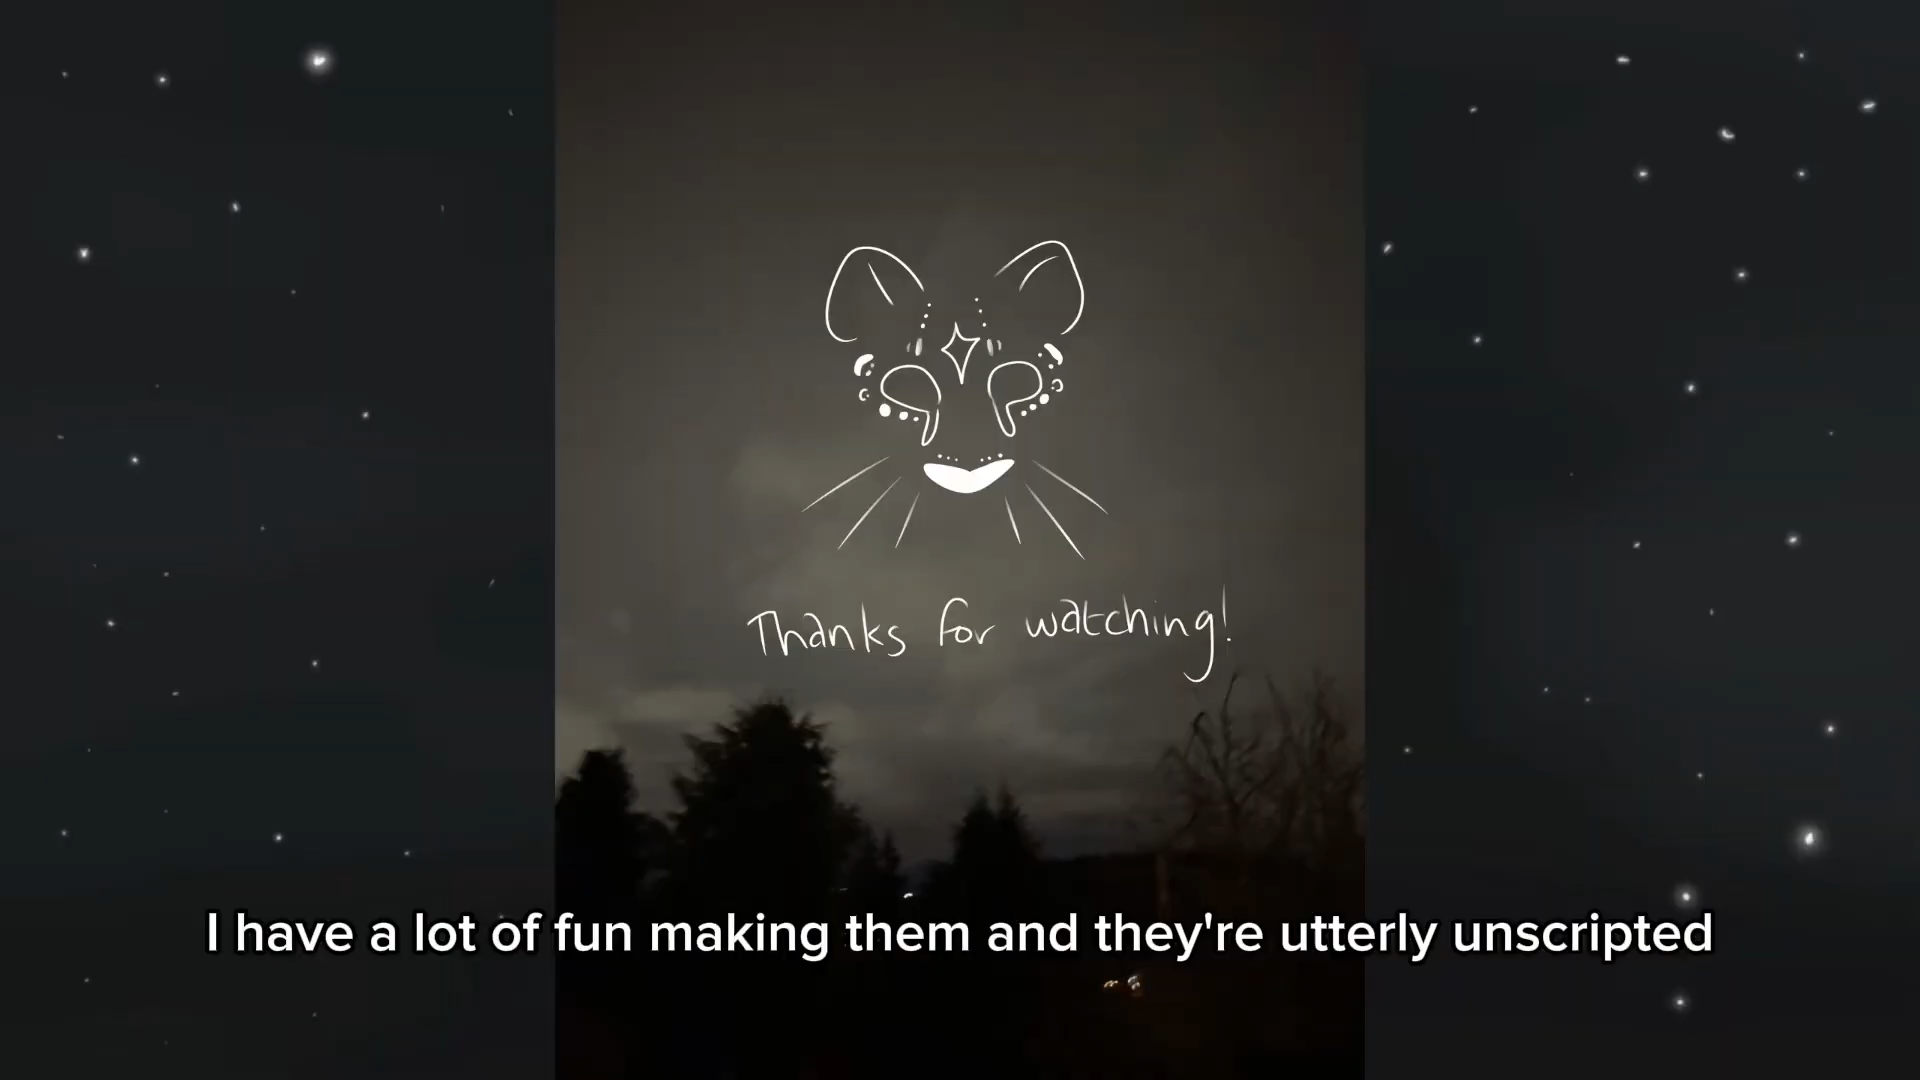 Thanks for watching!
I have a lot of fun making them and they're utterly unscripted